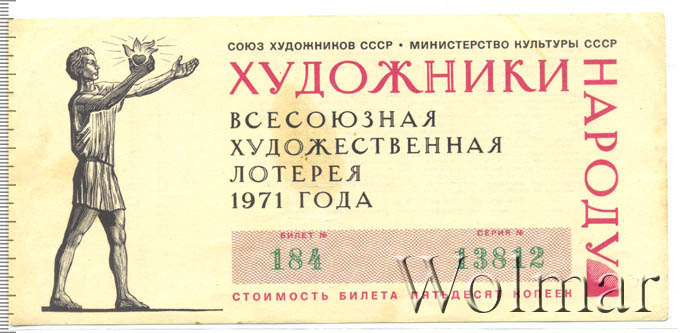 СОЮЗ ХУДОЖНИКОВ СССР • МИНИСТЕРСТВО КУЛЬТУРЫ СССР
ХУДОЖНИКИ
НАРОДУ
ВСЕСОЮЗНАЯ
ХУДОЖЕСТВЕННАЯ
ЛОТЕРЕЯ
1971 ГОДА
БИЛЕТ № СЕРИЯ №
184 13812
СТОИМОСТЬ БИЛЕТА ПЯТЬДЕСЯТ КОПЕЕК
Wolmar